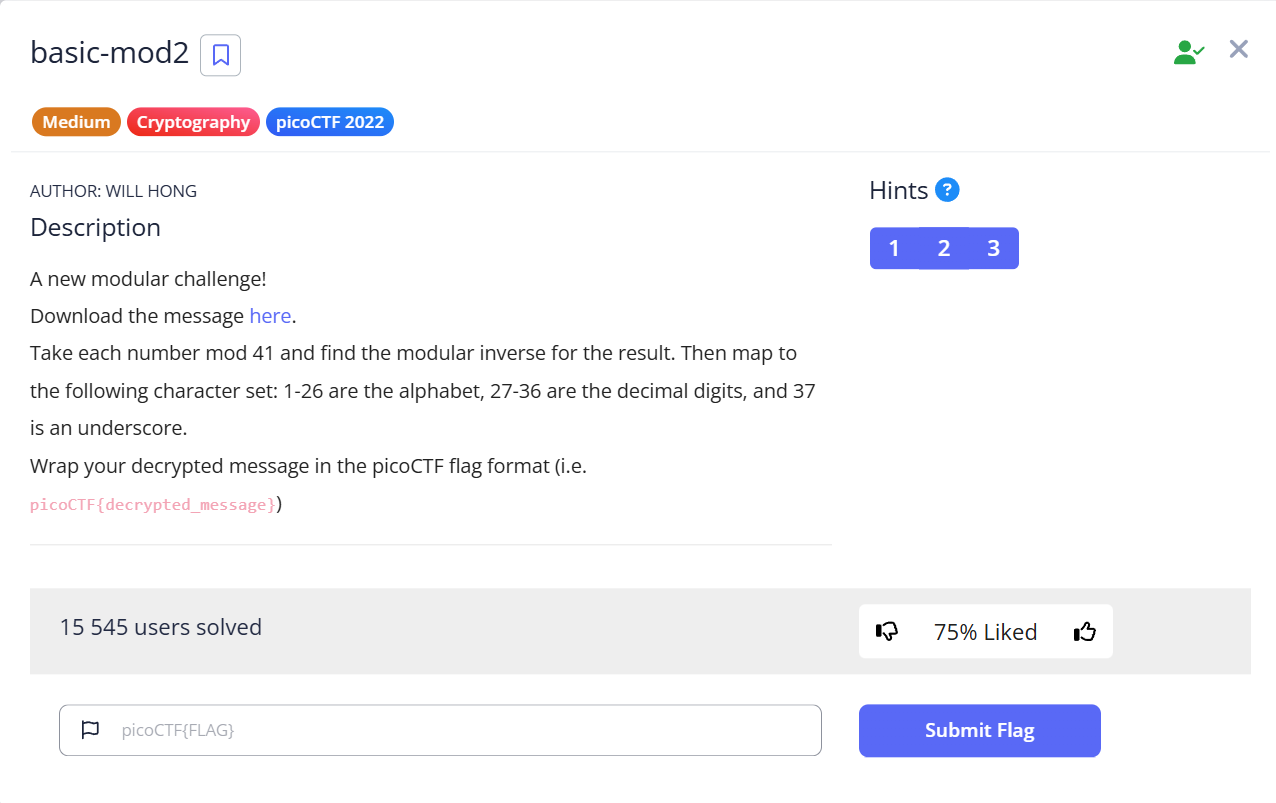 basic-mod2
Medium Cryptography picoCTF 2022
AUTHOR: WILL HONG
Description
A new modular challenge!
Download the message here.
Take each number mod 41 and find the modular inverse for the result. Then map to
the following character set: 1-26 are the alphabet, 27-36 are the decimal digits, and 37
is an underscore.
Wrap your decrypted message in the picoCTF flag format (i.e.
picoCTF{decrypted_message})
Hints ?
1 2 3
15 545 users solved
75% Liked
picoCTF{FLAG}
Submit Flag